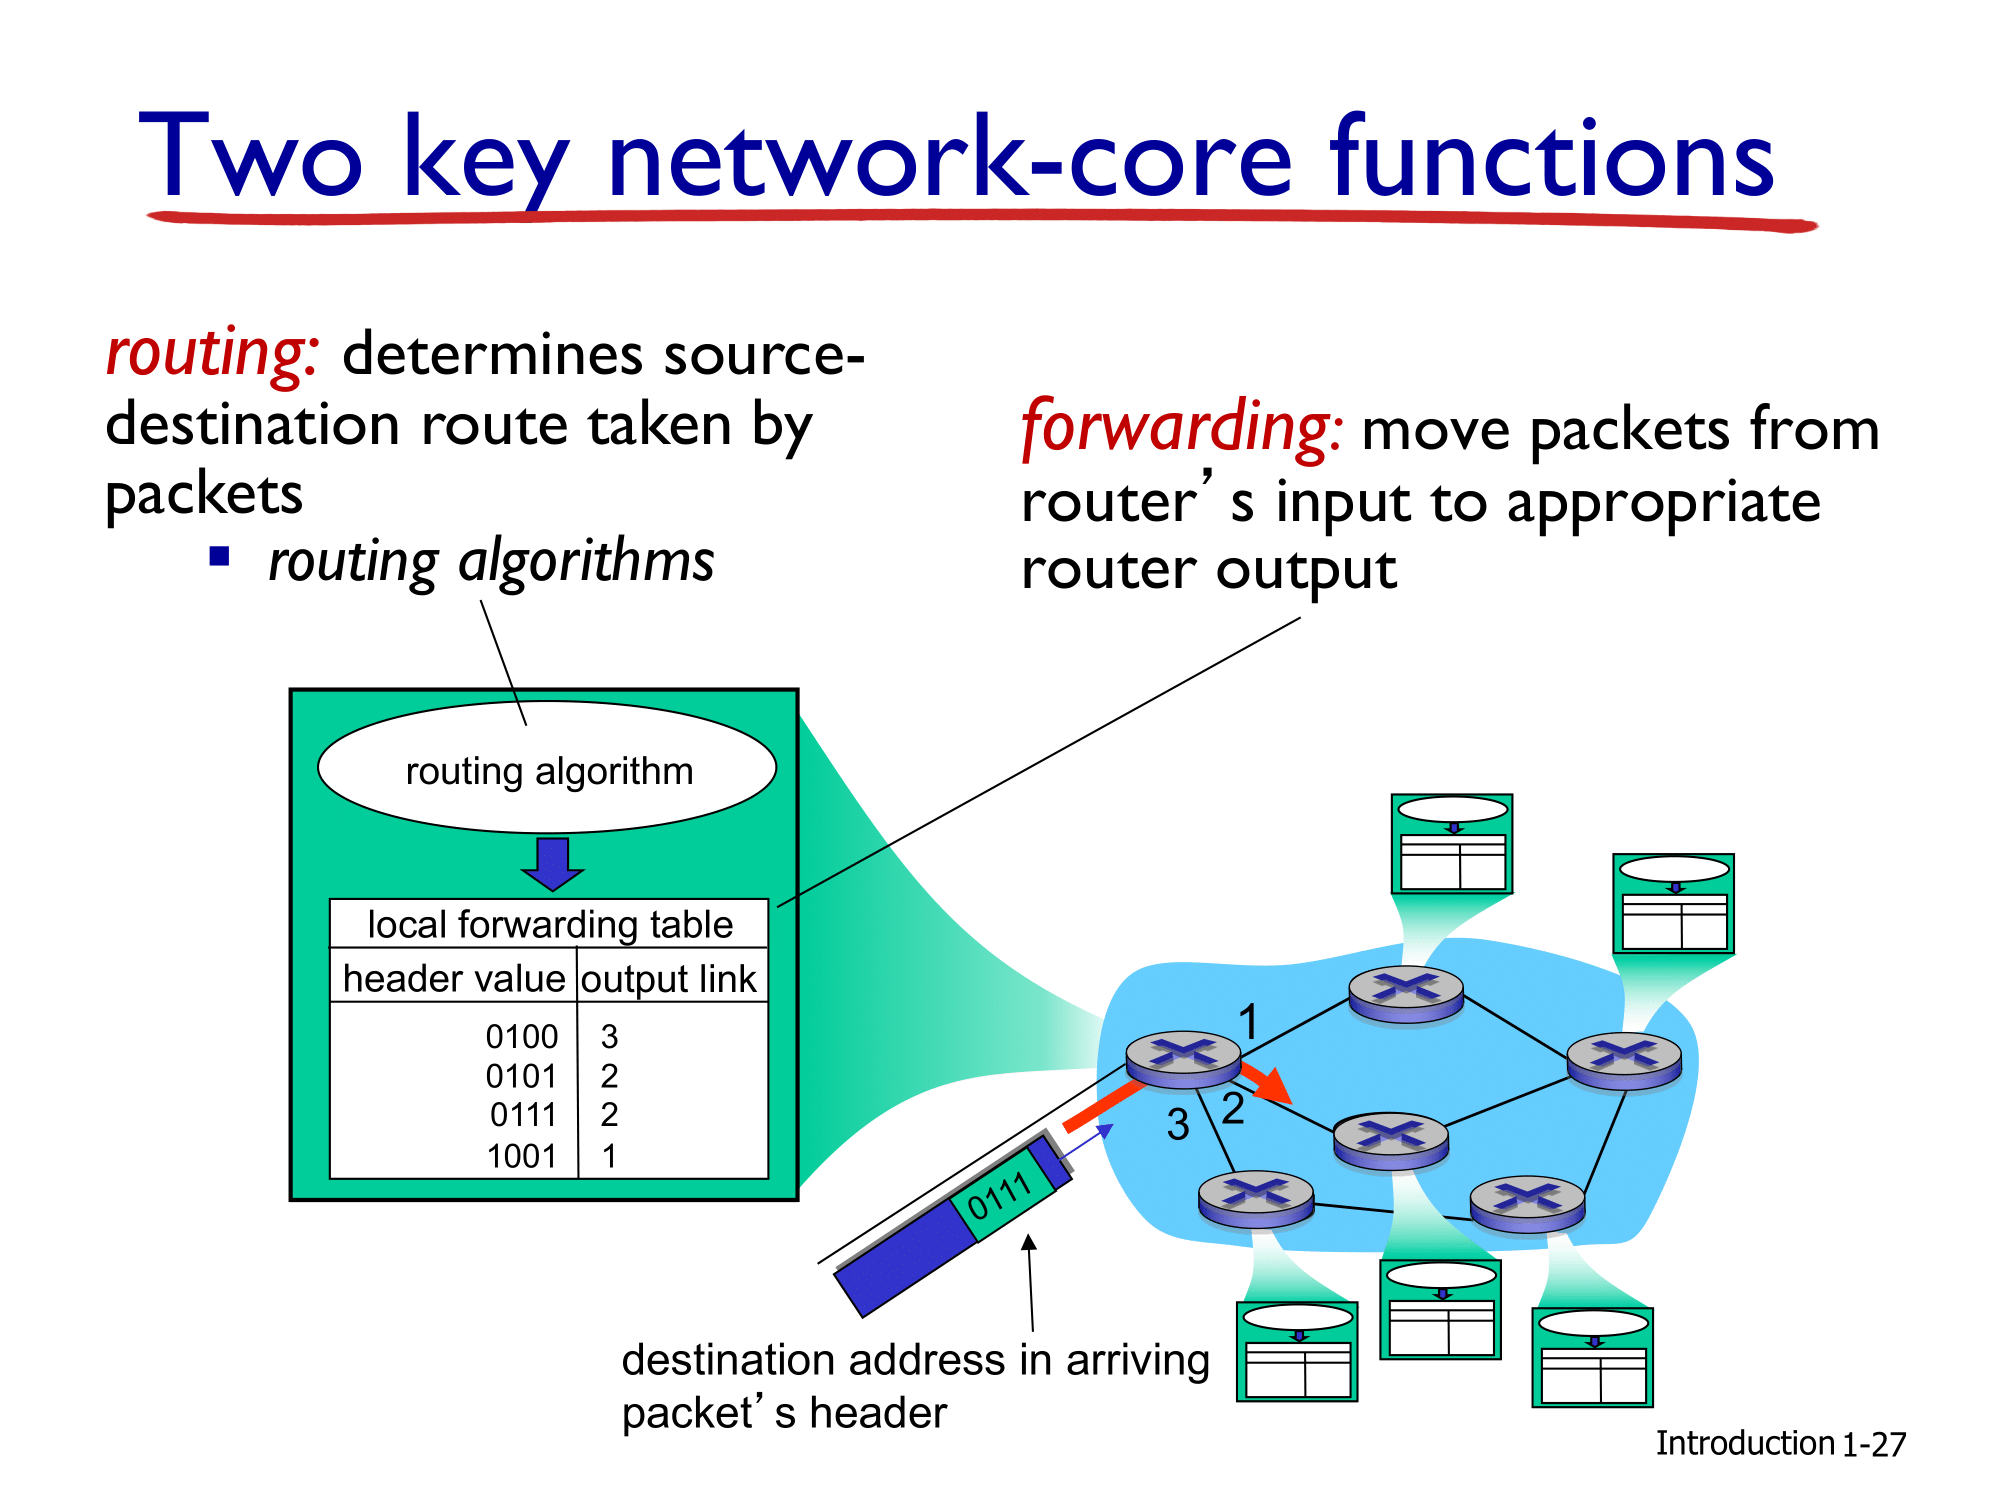 Two key network-core functions
routing: determines source-
destination route taken by
packets
▪ routing algorithms
forwarding: move packets from
router’s input to appropriate
router output
routing algorithm
local forwarding table
header value output link
0100 3
0101 2
0111 2
1001 1
1
2
3
0111
destination address in arriving
packet’s header
Introduction 1-27